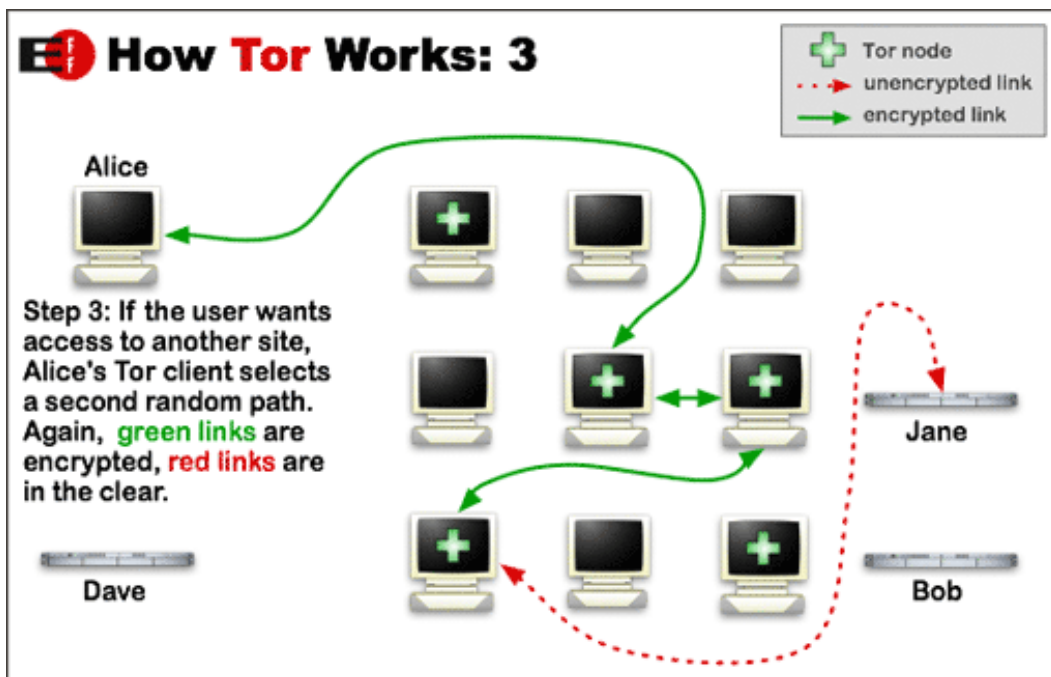 EFF How Tor Works: 3
Tor node
unencrypted link
encrypted link
Alice
Step 3: If the user wants
access to another site,
Alice's Tor client selects
a second random path.
Again, green links are
encrypted, red links are
in the clear.
Jane
Dave
Bob